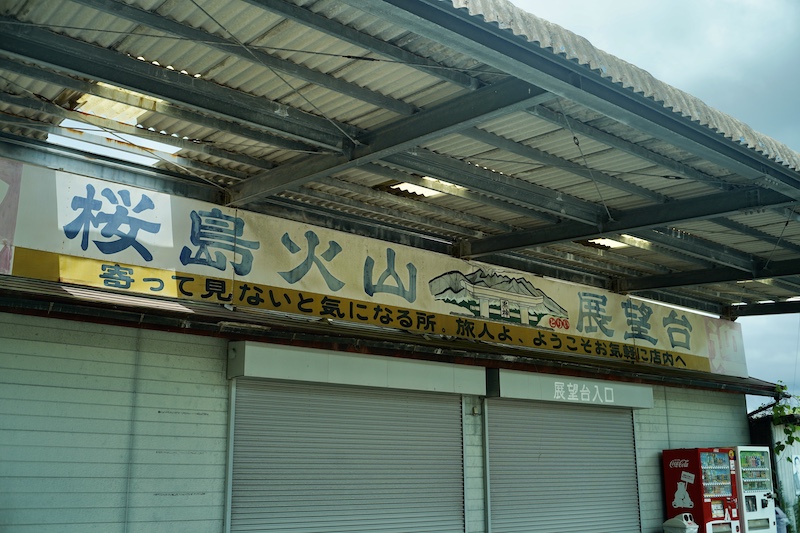 桜島火山 展望台
寄って見ないと気になる所。旅人よ、ようこそお気軽に店内へ
展望台入口
Coca-Cola